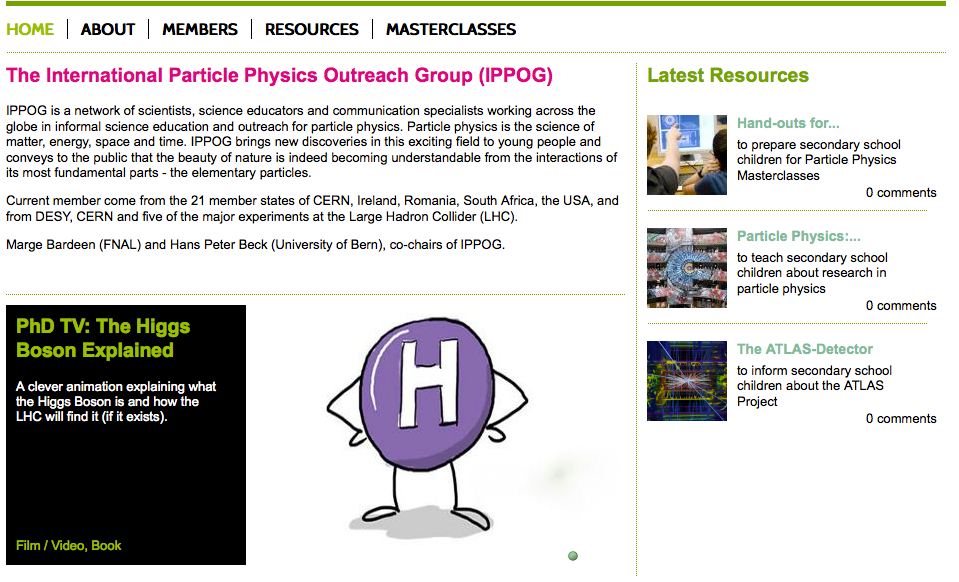 HOME
ABOUT
MEMBERS
RESOURCES
MASTERCLASSES
The International Particle Physics Outreach Group (IPPOG)
IPPOG is a network of scientists, science educators and communication specialists working across the
globe in informal science education and outreach for particle physics. Particle physics is the science of
matter, energy, space and time. IPPOG brings new discoveries in this exciting field to young people and
conveys to the public that the beauty of nature is indeed becoming understandable from the interactions of
its most fundamental parts - the elementary particles.
Current member come from the 21 member states of CERN, Ireland, Romania, South Africa, the USA, and
from DESY, CERN and five of the major experiments at the Large Hadron Collider (LHC).
Marge Bardeen (FNAL) and Hans Peter Beck (University of Bern), co-chairs of IPPOG.
PhD TV: The Higgs
Boson Explained
A clever animation explaining what
the Higgs Boson is and how the
LHC will find it (if it exists).
Film / Video, Book
H
Latest Resources
Hand-outs for...
to prepare secondary school
children for Particle Physics
Masterclasses
0 comments
Particle Physics:...
to teach secondary school
children about research in
particle physics
0 comments
The ATLAS-Detector
to inform secondary school
children about the ATLAS
Project
0 comments